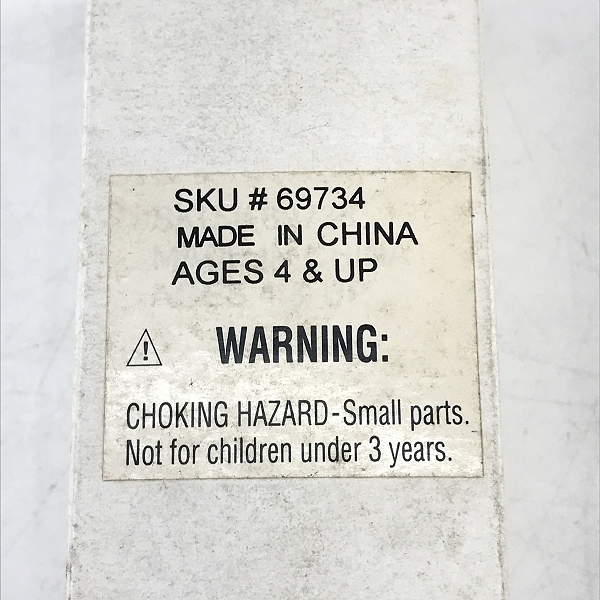 SKU # 69734
MADE IN CHINA
AGES 4 & UP
WARNING:
CHOKING HAZARD-Small parts.
Not for children under 3 years.